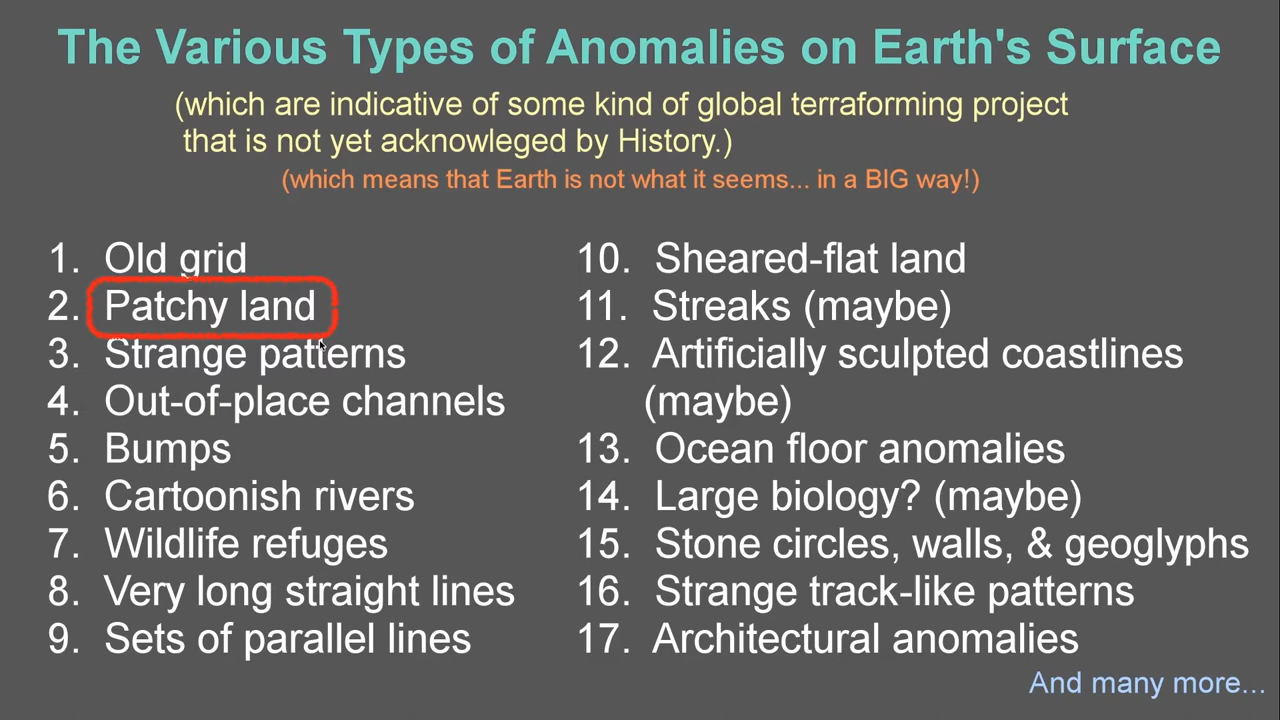 The Various Types of Anomalies on Earth's Surface
(which are indicative of some kind of global terraforming project
that is not yet acknowleged by History.)
(which means that Earth is not what it seems... in a BIG way!)
1. Old grid
2. Patchy land
3. Strange patterns
4. Out-of-place channels
5. Bumps
6. Cartoonish rivers
7. Wildlife refuges
8. Very long straight lines
9. Sets of parallel lines
10. Sheared-flat land
11. Streaks (maybe)
12. Artificially sculpted coastlines
(maybe)
13. Ocean floor anomalies
14. Large biology? (maybe)
15. Stone circles, walls, & geoglyphs
16. Strange track-like patterns
17. Architectural anomalies
And many more...